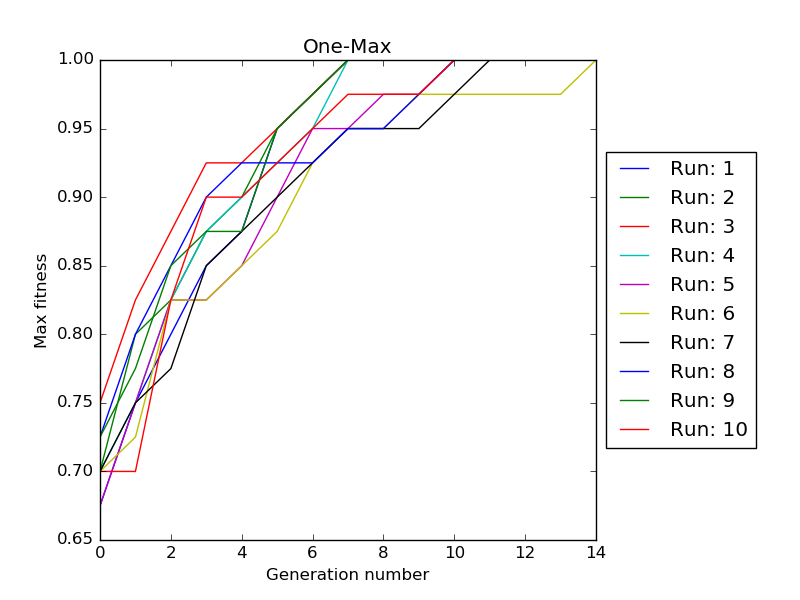 One-Max
1.00
0.95
0.90
0.85
0.80
0.75
0.70
0.65
Max fitness
0 2 4 6 8 10 12 14
Generation number
Run: 1
Run: 2
Run: 3
Run: 4
Run: 5
Run: 6
Run: 7
Run: 8
Run: 9
Run: 10